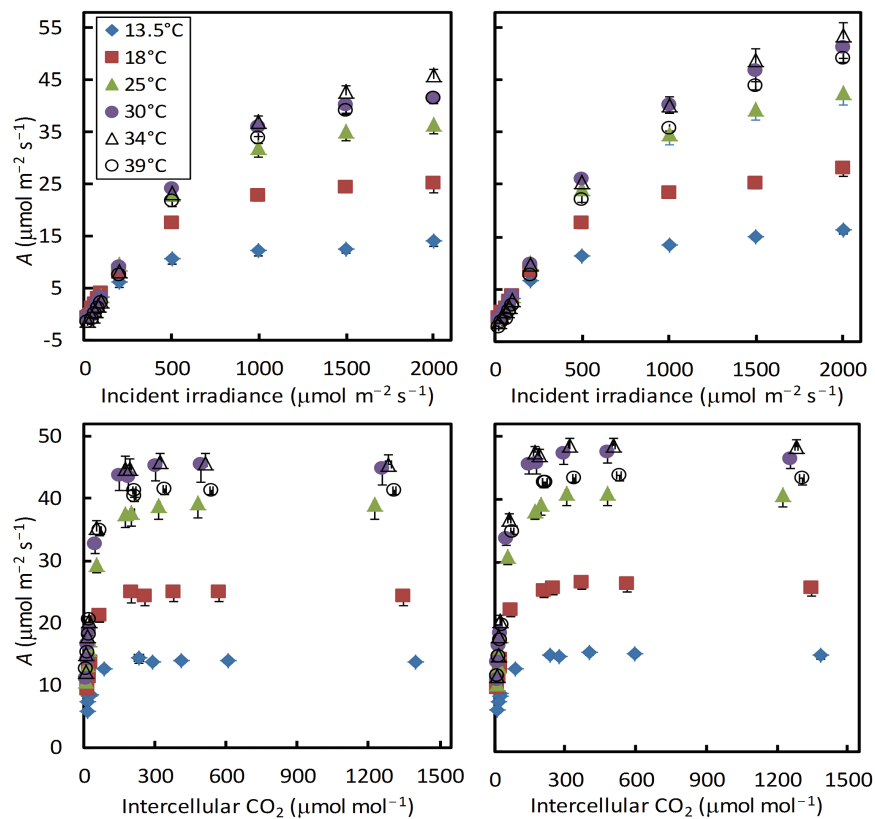 55
45
35
25
15
5
-5
A (μmol m⁻² s⁻¹)
13.5°C
18°C
25°C
30°C
34°C
39°C
0 500 1000 1500 2000
Incident irradiance (μmol m⁻² s⁻¹)
0 500 1000 1500 2000
Incident irradiance (μmol m⁻² s⁻¹)
50
40
30
20
10
0
A (μmol m⁻² s⁻¹)
0 300 600 900 1200 1500
Intercellular CO₂ (μmol mol⁻¹)
0 300 600 900 1200 1500
Intercellular CO₂ (μmol mol⁻¹)